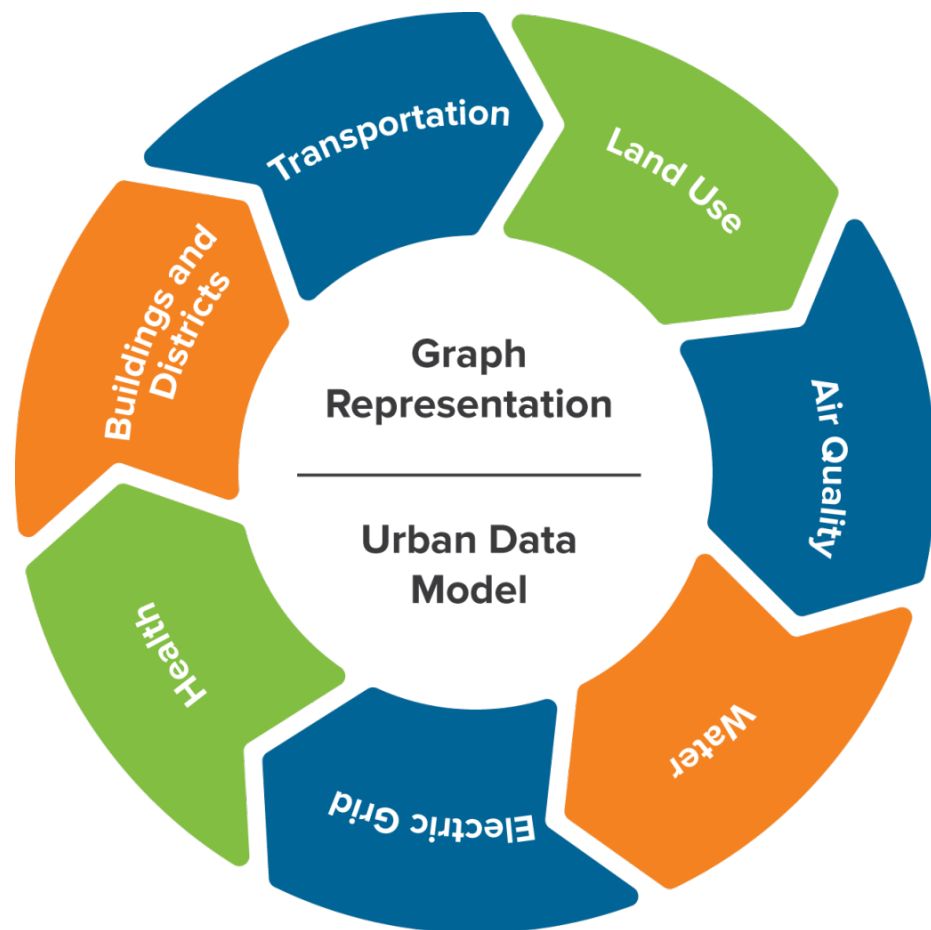 Transportation
Land Use
Air Quality
Water
Electric Grid
Health
Buildings and
Districts
Graph
Representation
Urban Data
Model